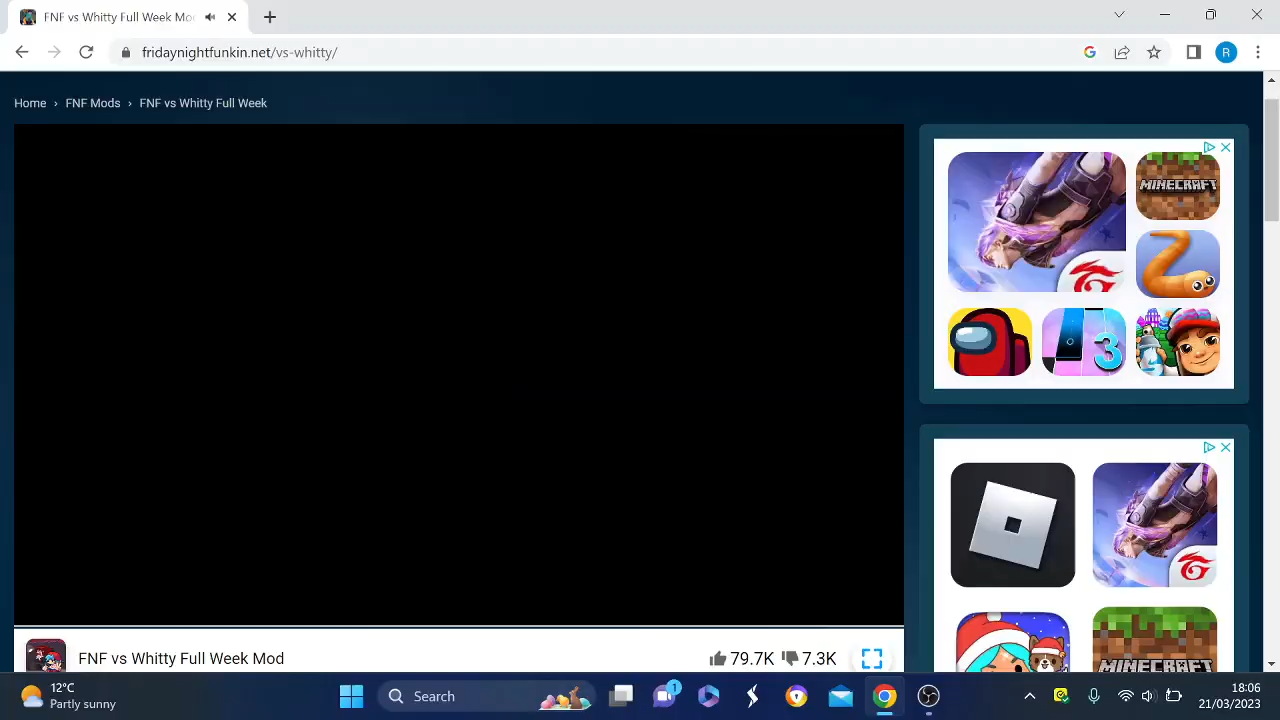 FNF vs Whitty Full Week Mo
fridaynightfunkin.net/vs-whitty/
R
Home › FNF Mods › FNF vs Whitty Full Week
MINECRAFT
3
FNF vs Whitty Full Week Mod
79.7K 7.3K
MINECRAFT
12°C
Partly sunny
Search
1
18:06
21/03/2023